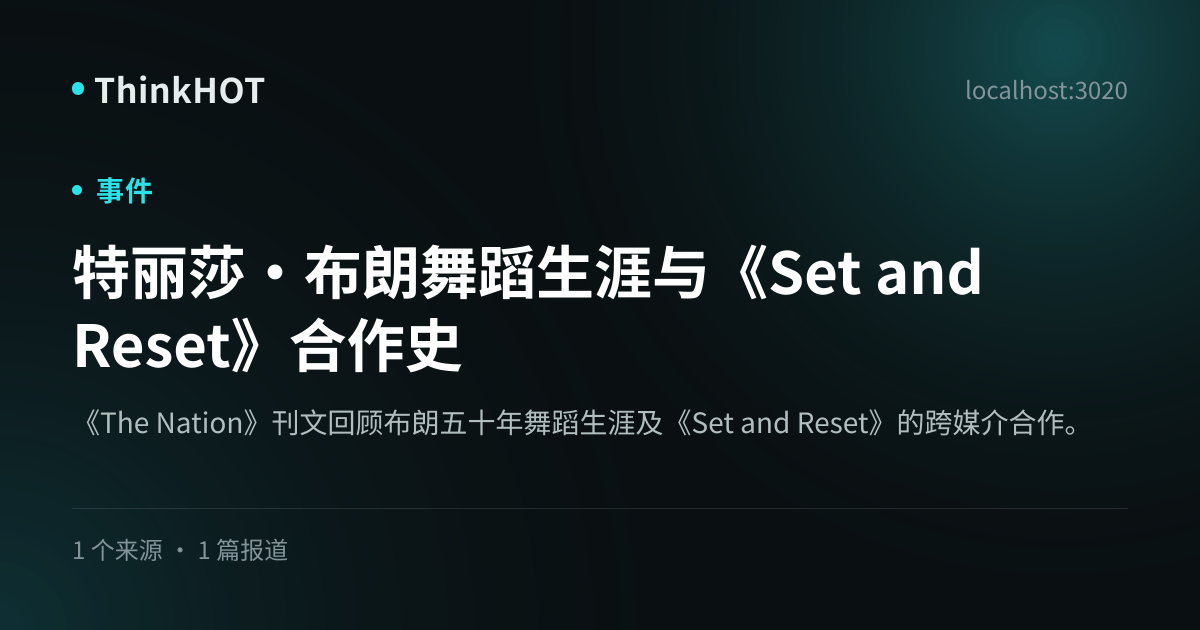 ThinkHOT
localhost:3020
事件
特丽莎・布朗舞蹈生涯与《Set and
Reset》合作史
《The Nation》刊文回顾布朗五十年舞蹈生涯及《Set and Reset》的跨媒介合作。
1 个来源 · 1 篇报道